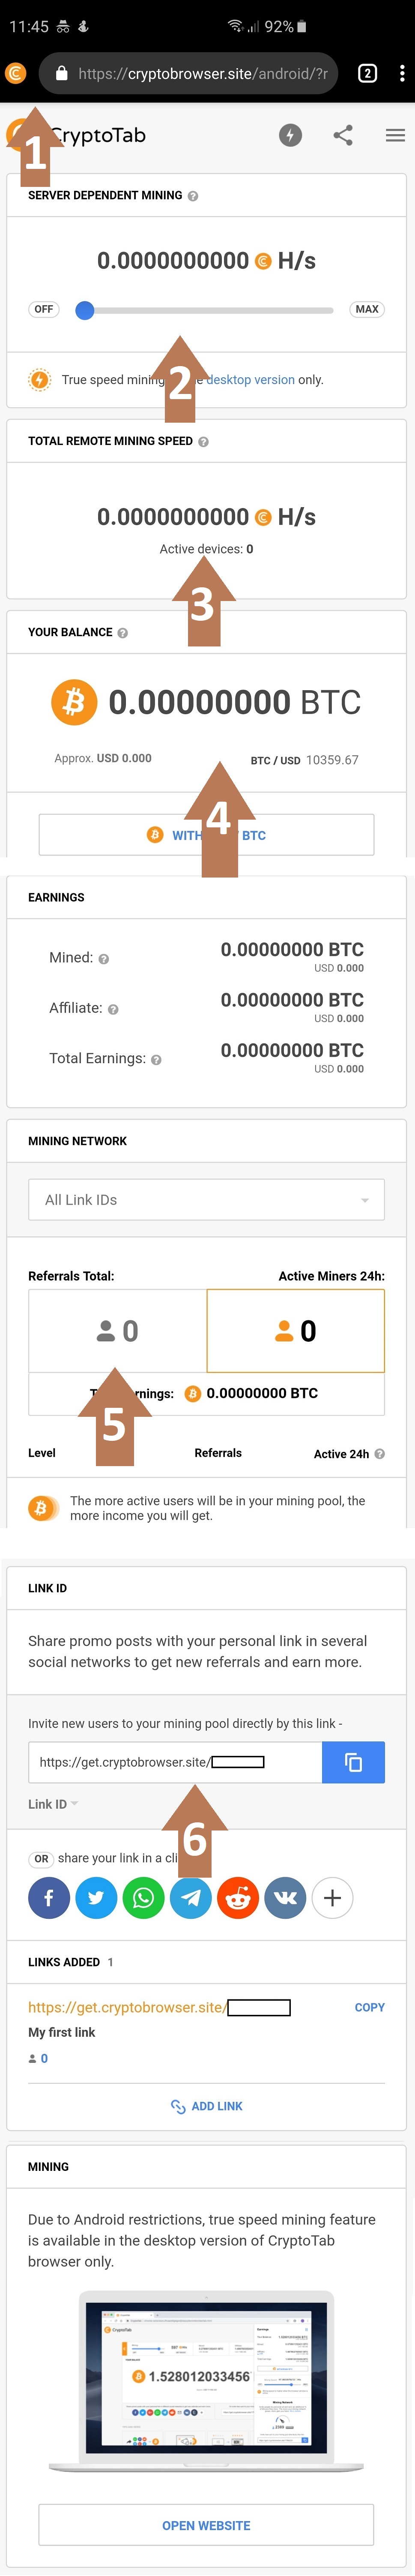 11:45 92%
https://cryptobrowser.site/android/?r 2
1
CryptoTab
SERVER DEPENDENT MINING ?
0.0000000000 H/s
OFF MAX
True speed mining desktop version only.
2
TOTAL REMOTE MINING SPEED ?
0.0000000000 H/s
Active devices: 0
3
YOUR BALANCE ?
0.00000000 BTC
Approx. USD 0.000 BTC / USD 10359.67
4
WITH BTC
EARNINGS
Mined: ? 0.00000000 BTC
USD 0.000
Affiliate: ? 0.00000000 BTC
USD 0.000
Total Earnings: ? 0.00000000 BTC
USD 0.000
MINING NETWORK
All Link IDs
Referrals Total: Active Miners 24h:
0 0
rnings: 0.00000000 BTC
5
Level Referrals Active 24h ?
The more active users will be in your mining pool, the
more income you will get.
LINK ID
Share promo posts with your personal link in several
social networks to get new referrals and earn more.
Invite new users to your mining pool directly by this link -
https://get.cryptobrowser.site/
Link ID
6
OR share your link in a cli
LINKS ADDED 1
https://get.cryptobrowser.site/ COPY
My first link
0
ADD LINK
MINING
Due to Android restrictions, true speed mining feature
is available in the desktop version of CryptoTab
browser only.
CryptoTab
1.528012033456
OPEN WEBSITE